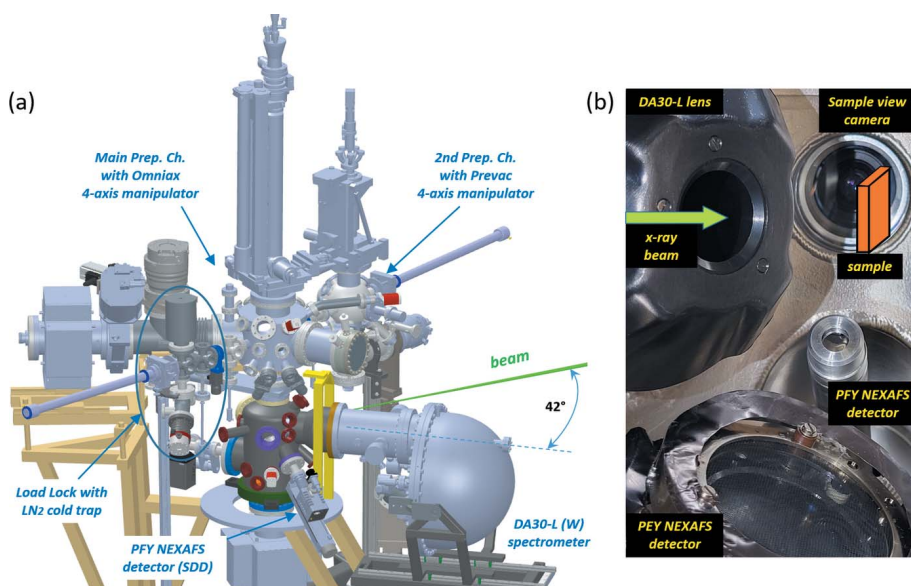 (a)
Main Prep. Ch.
with Omniax
4-axis manipulator
2nd Prep. Ch.
with Prevac
4-axis manipulator
beam
42°
Load Lock with
LN2 cold trap
PFY NEXAFS
detector (SDD)
DA30-L (W)
spectrometer
(b)
DA30-L lens
Sample view
camera
x-ray
beam
sample
PFY NEXAFS
detector
PEY NEXAFS
detector